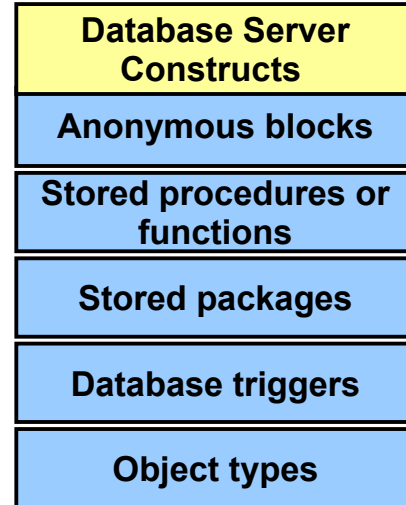 Database Server
Constructs
Anonymous blocks
Stored procedures or
functions
Stored packages
Database triggers
Object types